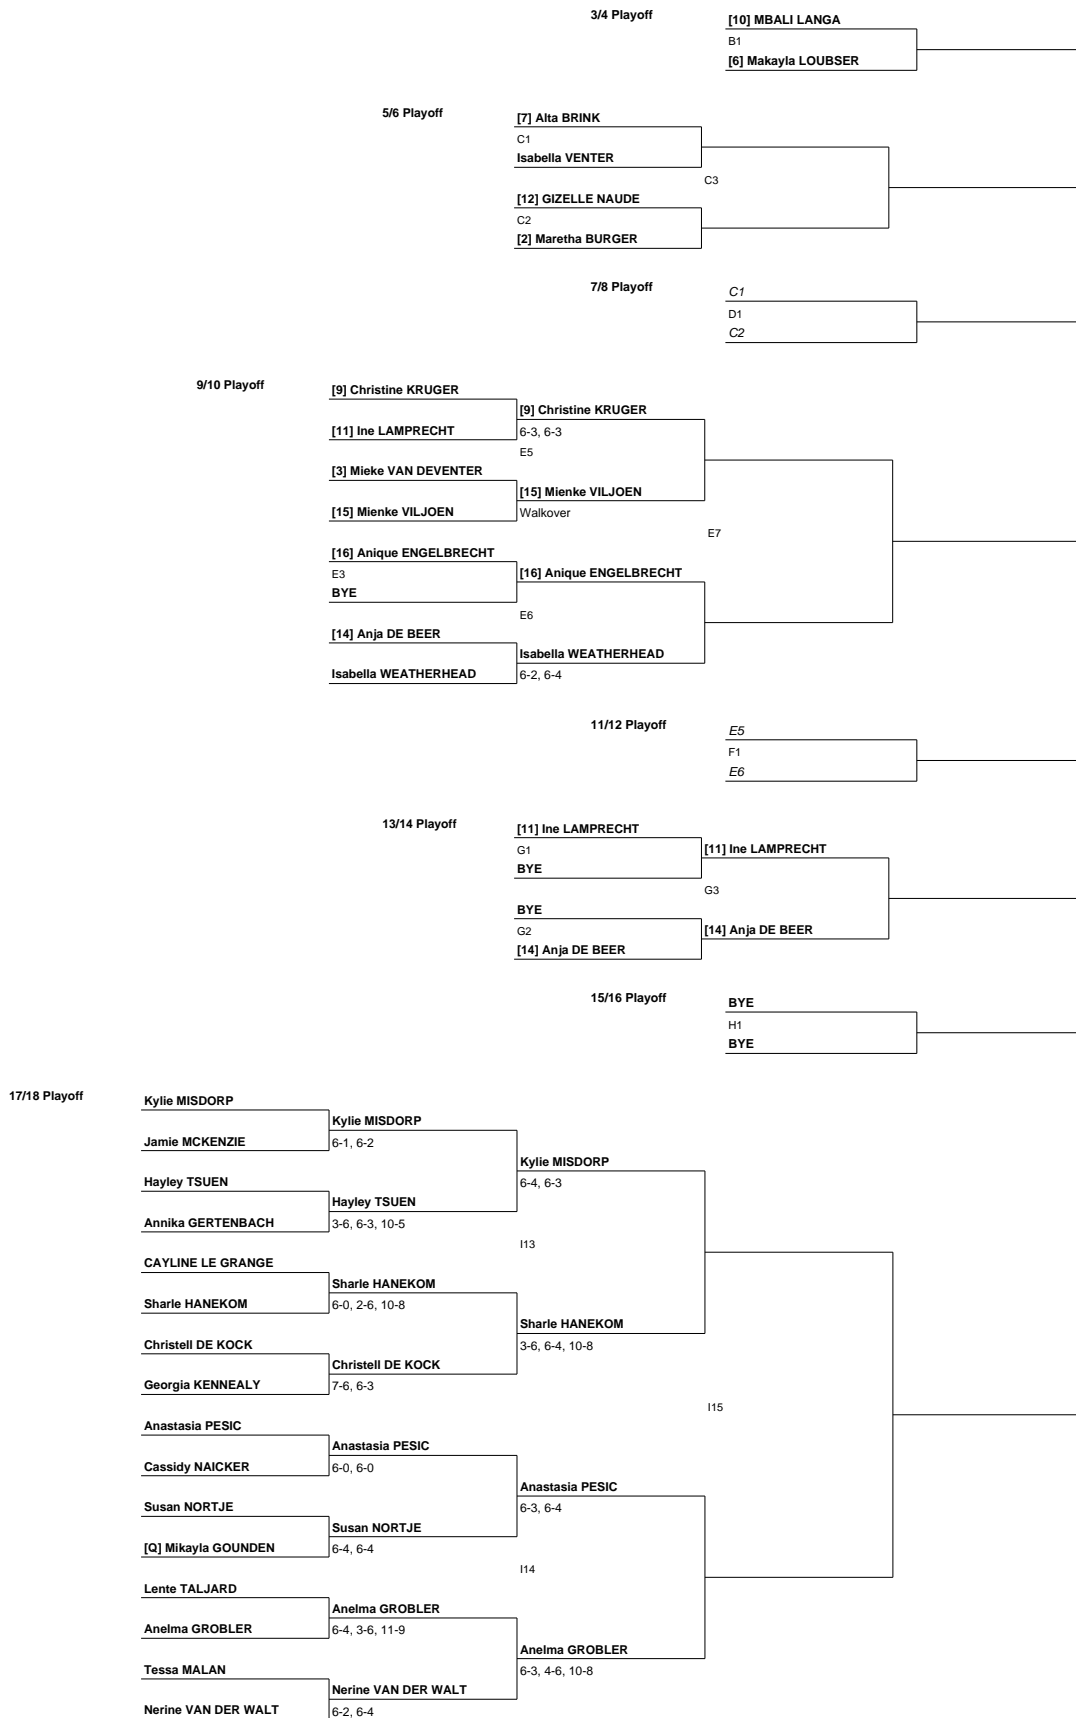 3/4 Playoff
[10] MBALI LANGA
B1
[6] Makayla LOUBSER
5/6 Playoff
[7] Alta BRINK
C1
Isabella VENTER
C3
[12] GIZELLE NAUDE
C2
[2] Maretha BURGER
7/8 Playoff
C1
D1
C2
9/10 Playoff
[9] Christine KRUGER
[9] Christine KRUGER
[11] Ine LAMPRECHT
6-3, 6-3
E5
[3] Mieke VAN DEVENTER
[15] Mienke VILJOEN
[15] Mienke VILJOEN
Walkover
E7
[16] Anique ENGELBRECHT
E3
[16] Anique ENGELBRECHT
BYE
E6
[14] Anja DE BEER
Isabella WEATHERHEAD
Isabella WEATHERHEAD
6-2, 6-4
11/12 Playoff
E5
F1
E6
13/14 Playoff
[11] Ine LAMPRECHT
G1
[11] Ine LAMPRECHT
BYE
G3
BYE
G2
[14] Anja DE BEER
[14] Anja DE BEER
15/16 Playoff
BYE
H1
BYE
17/18 Playoff
Kylie MISDORP
Kylie MISDORP
Jamie MCKENZIE
6-1, 6-2
Kylie MISDORP
6-4, 6-3
Hayley TSUEN
Hayley TSUEN
Annika GERTENBACH
3-6, 6-3, 10-5
I13
CAYLINE LE GRANGE
Sharle HANEKOM
Sharle HANEKOM
6-0, 2-6, 10-8
Sharle HANEKOM
3-6, 6-4, 10-8
Christell DE KOCK
Christell DE KOCK
Georgia KENNEALY
7-6, 6-3
I15
Anastasia PESIC
Anastasia PESIC
Cassidy NAICKER
6-0, 6-0
Anastasia PESIC
6-3, 6-4
Susan NORTJE
Susan NORTJE
[Q] Mikayla GOUNDEN
6-4, 6-4
I14
Lente TALJARD
Anelma GROBLER
Anelma GROBLER
6-4, 3-6, 11-9
Anelma GROBLER
6-3, 4-6, 10-8
Tessa MALAN
Nerine VAN DER WALT
Nerine VAN DER WALT
6-2, 6-4